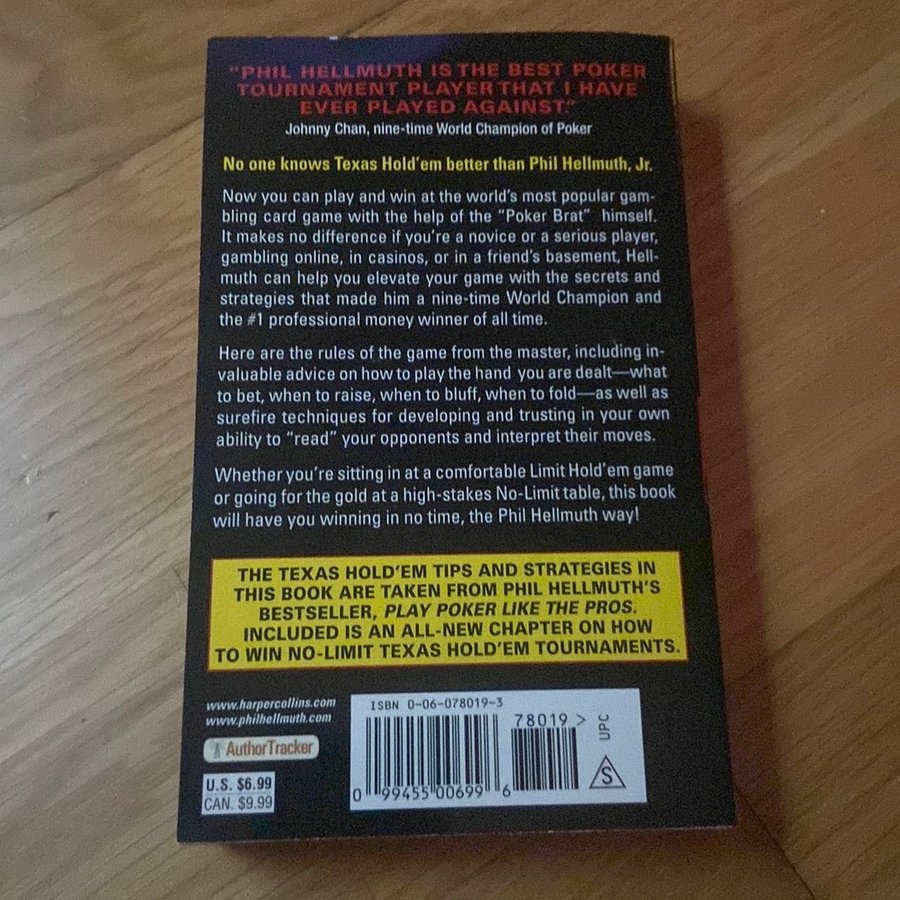 "PHIL HELLMUTH IS THE BEST POKER
TOURNAMENT PLAYER THAT I HAVE
EVER PLAYED AGAINST"
Johnny Chan, nine-time World Champion of Poker
No one knows Texas Hold'em better than Phil Hellmuth, Jr.
Now you can play and win at the world's most popular gam-
bling card game with the help of the "Poker Brat" himself.
It makes no difference if you're a novice or a serious player,
gambling online, in casinos, or in a friend's basement, Hell-
muth can help you elevate your game with the secrets and
strategies that made him a nine-time World Champion and
the #1 professional money winner of all time.
Here are the rules of the game from the master, including in-
valuable advice on how to play the hand you are dealt—what
to bet, when to raise, when to bluff, when to fold—as well as
surefire techniques for developing and trusting in your own
ability to "read" your opponents and interpret their moves.
Whether you're sitting in at a comfortable Limit Hold'em game
or going for the gold at a high-stakes No-Limit table, this book
will have you winning in no time, the Phil Hellmuth way!
THE TEXAS HOLD'EM TIPS AND STRATEGIES IN
THIS BOOK ARE TAKEN FROM PHIL HELLMUTH'S
BESTSELLER, PLAY POKER LIKE THE PROS.
INCLUDED IS AN ALL-NEW CHAPTER ON HOW
TO WIN NO-LIMIT TEXAS HOLD'EM TOURNAMENTS.
www.harpercollins.com
www.philhellmuth.com
AuthorTracker
U.S. $6.99
CAN. $9.99
ISBN 0-06-078019-3
78019 >
UPC
S
0 99455 00699 6